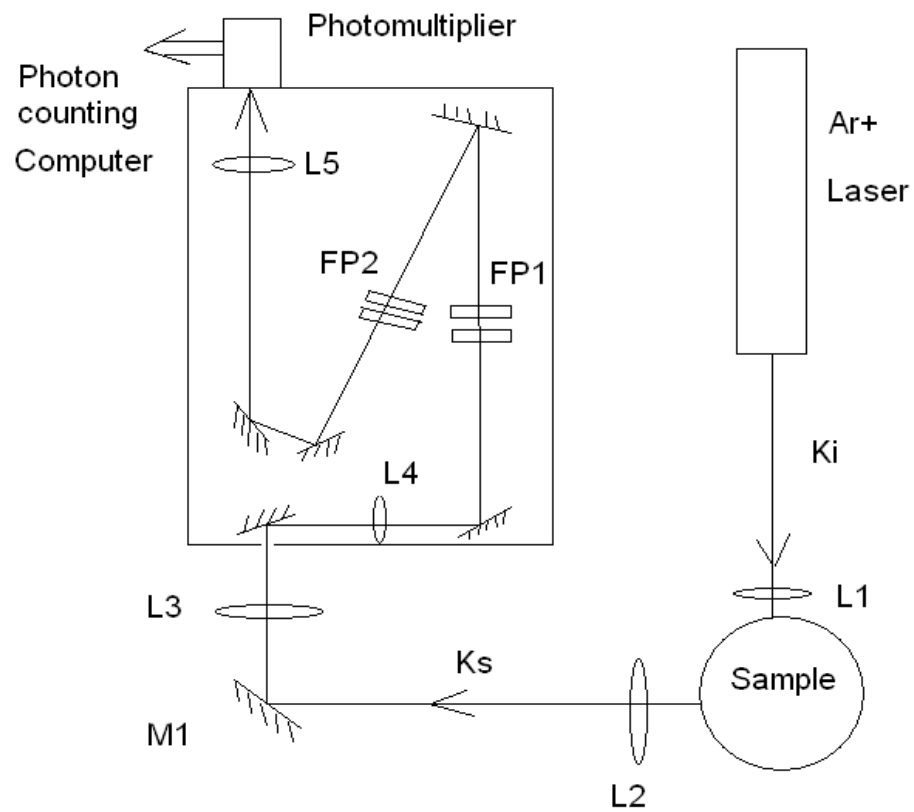 Photomultiplier
Photon
counting
Computer
L5
Ar+
Laser
FP2
FP1
Ki
L4
L1
L3
Sample
Ks
M1
L2